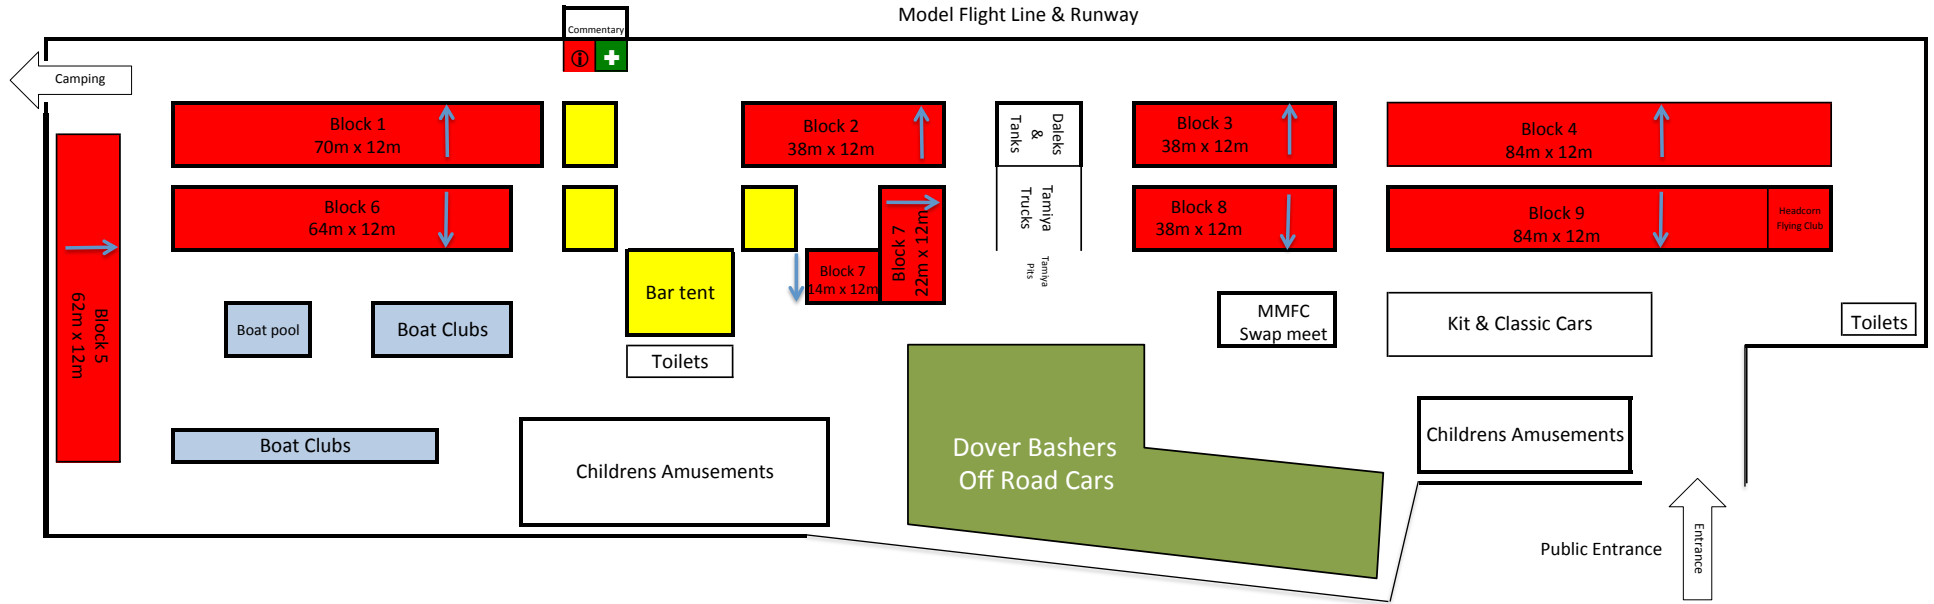 Model Flight Line & Runway
Commentary
Camping
Block 1
70m x 12m
Block 2
38m x 12m
Daleks
&
Tanks
Block 3
38m x 12m
Block 4
84m x 12m
Block 5
62m x 12m
Block 6
64m x 12m
Block 7
14m x 12m
Block 7
22m x 12m
Tamiya
Trucks
Tamiya
Pits
Block 8
38m x 12m
Block 9
84m x 12m
Headcorn
Flying Club
Bar tent
Toilets
Boat pool
Boat Clubs
MMFC
Swap meet
Kit & Classic Cars
Toilets
Boat Clubs
Childrens Amusements
Dover Bashers
Off Road Cars
Childrens Amusements
Public Entrance
Entrance